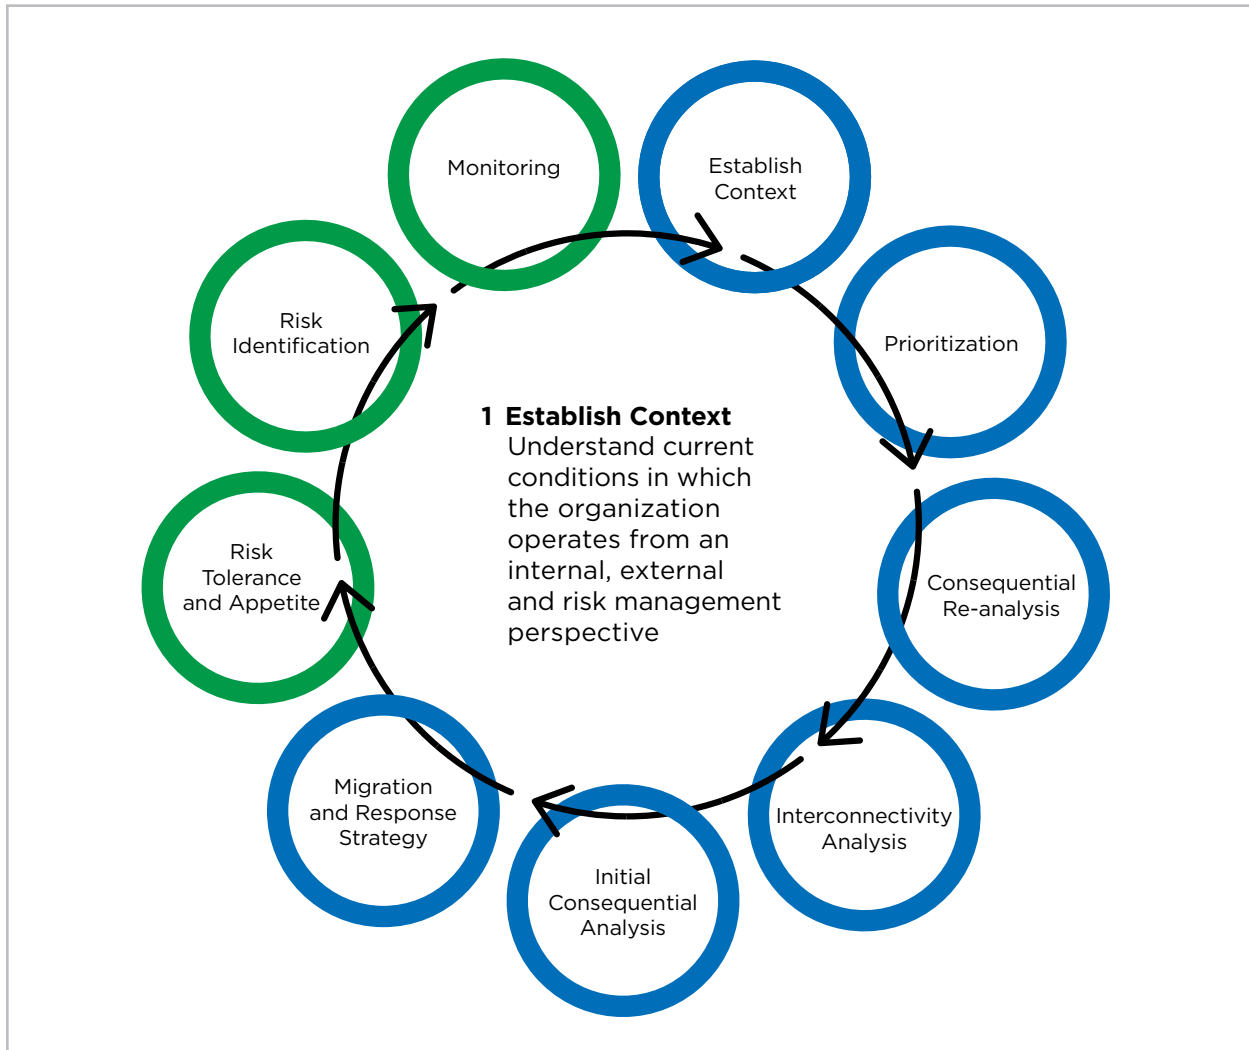 Monitoring
Establish
Context
Prioritization
Consequential
Re-analysis
Interconnectivity
Analysis
Initial
Consequential
Analysis
Migration
and Response
Strategy
Risk
Tolerance
and Appetite
Risk
Identification
1 Establish Context
Understand current
conditions in which
the organization
operates from an
internal, external
and risk management
perspective